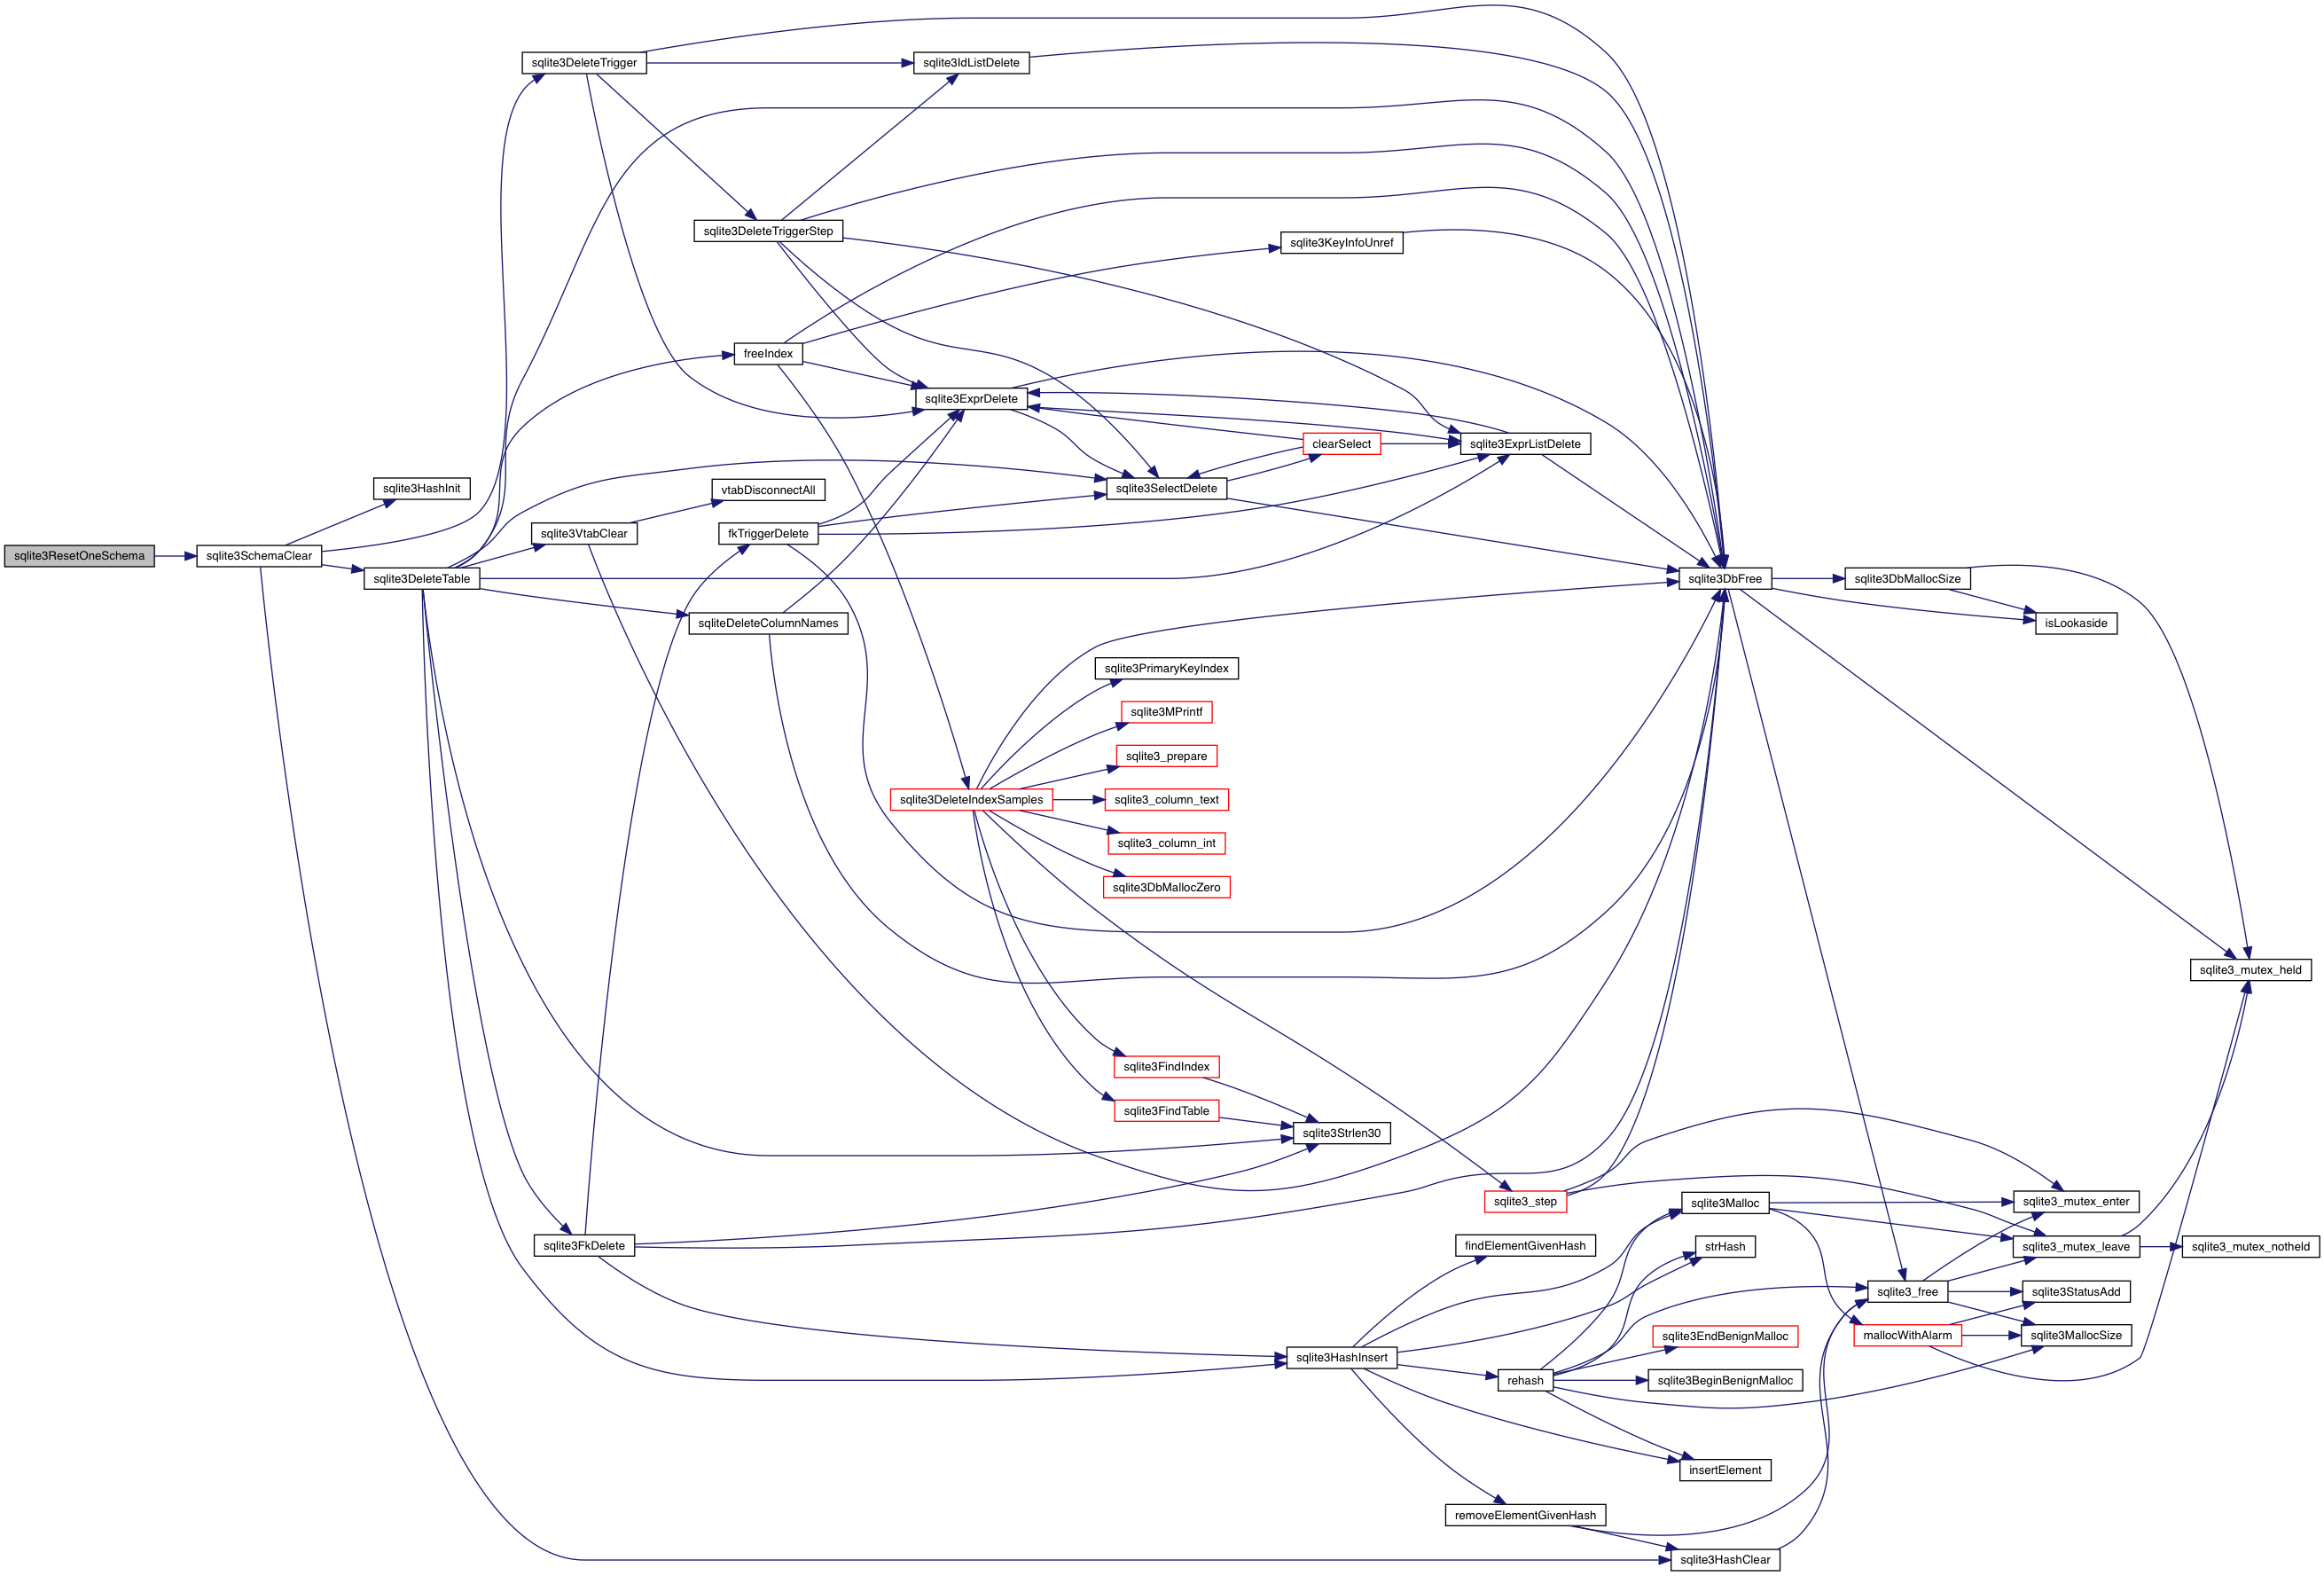 sqlite3DeleteTrigger
sqlite3IdListDelete
sqlite3DeleteTriggerStep
sqlite3KeyInfoUnref
freeIndex
sqlite3ExprDelete
clearSelect
sqlite3ExprListDelete
sqlite3HashInit
vtabDisconnectAll
sqlite3SelectDelete
sqlite3VtabClear
fkTriggerDelete
sqlite3ResetOneSchema
sqlite3SchemaClear
sqlite3DeleteTable
sqlite3DbFree
sqlite3DbMallocSize
sqliteDeleteColumnNames
isLookaside
sqlite3PrimaryKeyIndex
sqlite3MPrintf
sqlite3_prepare
sqlite3DeleteIndexSamples
sqlite3_column_text
sqlite3_column_int
sqlite3DbMallocZero
sqlite3_mutex_held
sqlite3FindIndex
sqlite3FindTable
sqlite3Strlen30
sqlite3_step
sqlite3Malloc
sqlite3_mutex_enter
sqlite3FkDelete
findElementGivenHash
strHash
sqlite3_mutex_leave
sqlite3_mutex_notheld
sqlite3_free
sqlite3StatusAdd
sqlite3EndBenignMalloc
mallocWithAlarm
sqlite3MallocSize
sqlite3HashInsert
rehash
sqlite3BeginBenignMalloc
insertElement
removeElementGivenHash
sqlite3HashClear